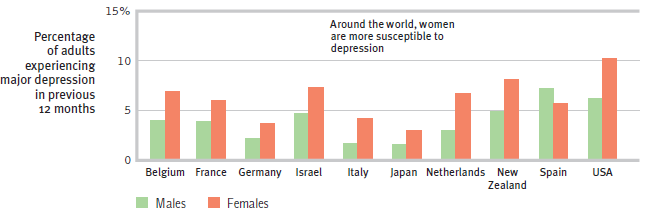 15%
Around the world, women
are more susceptible to
depression
Percentage
of adults
experiencing
major depression
in previous
12 months
10
5
0
Belgium France Germany Israel Italy Japan Netherlands New Zealand Spain USA
Males Females